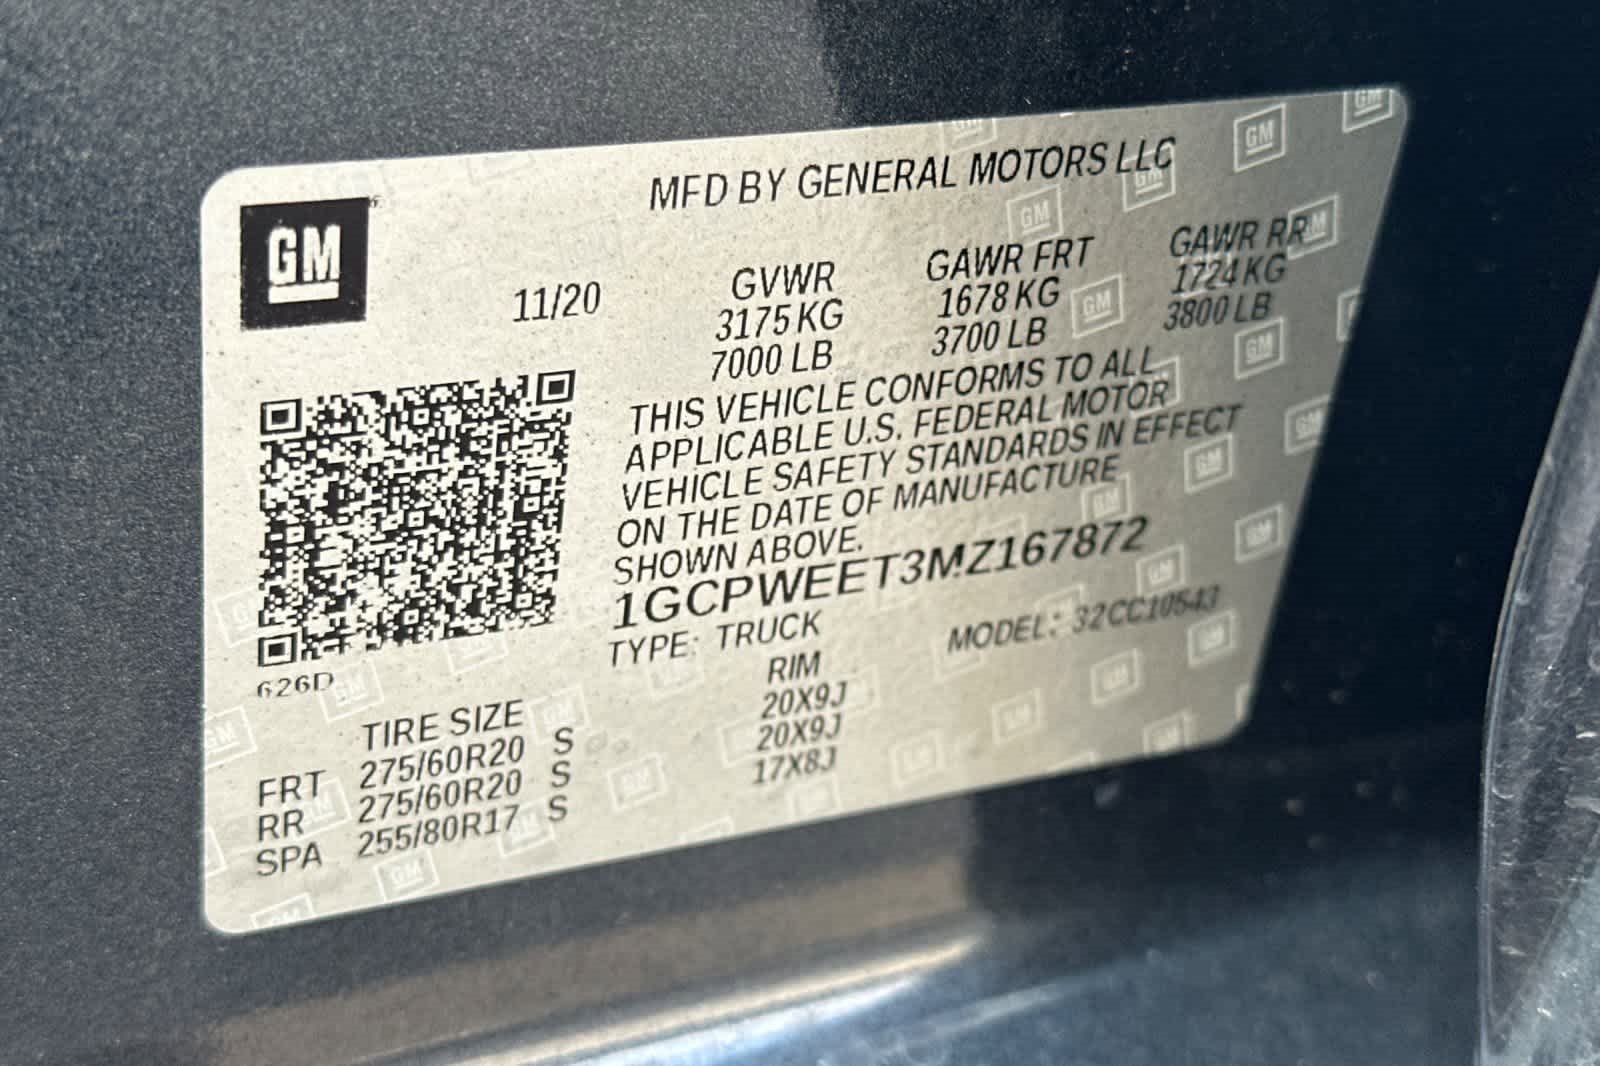 GM
MFD BY GENERAL MOTORS LLC
11/20
GVWR
3175 KG
7000 LB
GAWR FRT
1678 KG
3700 LB
GAWR RR
1724 KG
3800 LB
THIS VEHICLE CONFORMS TO ALL
APPLICABLE U.S. FEDERAL MOTOR
VEHICLE SAFETY STANDARDS IN EFFECT
ON THE DATE OF MANUFACTURE
SHOWN ABOVE.
1GCPWEET3MZ167872
TYPE: TRUCK
MODEL: 32CC10543
626D
TIRE SIZE RIM
FRT 275/60R20 S 20X9J
RR 275/60R20 S 20X9J
SPA 255/80R17 S 17X8J